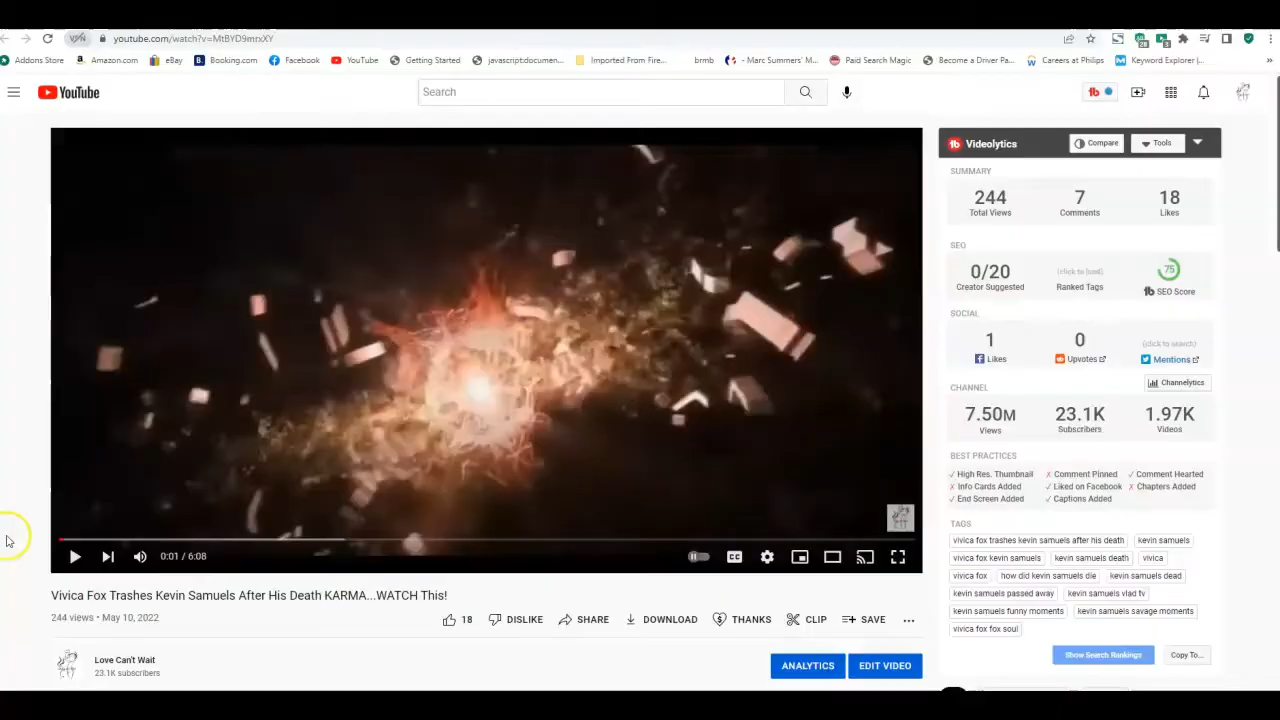 VPN youtube.com/watch?v=MtBYD9mrxXY
Addons Store Amazon.com eBay Booking.com Facebook YouTube Getting Started javascript:documen... Imported From Fire... brmb - Marc Summers' M... Paid Search Magic Become a Driver Pa... Careers at Philips Keyword Explorer |... »
YouTube
Search
tb
tb Videolytics Compare Tools
SUMMARY
244 7 18
Total Views Comments Likes
SEO
0/20 (click to load) 75
Creator Suggested Ranked Tags tb SEO Score
SOCIAL
1 0 (click to search)
Likes Upvotes Mentions
CHANNEL Channelytics
7.50M 23.1K 1.97K
Views Subscribers Videos
BEST PRACTICES
✓ High Res. Thumbnail ✗ Comment Pinned ✓ Comment Hearted
✗ Info Cards Added ✓ Liked on Facebook ✗ Chapters Added
✓ End Screen Added ✓ Captions Added
TAGS
vivica fox trashes kevin samuels after his death kevin samuels
vivica fox kevin samuels kevin samuels death vivica
vivica fox how did kevin samuels die kevin samuels dead
kevin samuels passed away kevin samuels vlad tv
kevin samuels funny moments kevin samuels savage moments
vivica fox fox soul
Show Search Rankings Copy To...
0:01 / 6:08 CC
Vivica Fox Trashes Kevin Samuels After His Death KARMA...WATCH This!
244 views • May 10, 2022
18 DISLIKE SHARE DOWNLOAD THANKS CLIP SAVE ...
Love Can't Wait
23.1K subscribers
ANALYTICS EDIT VIDEO